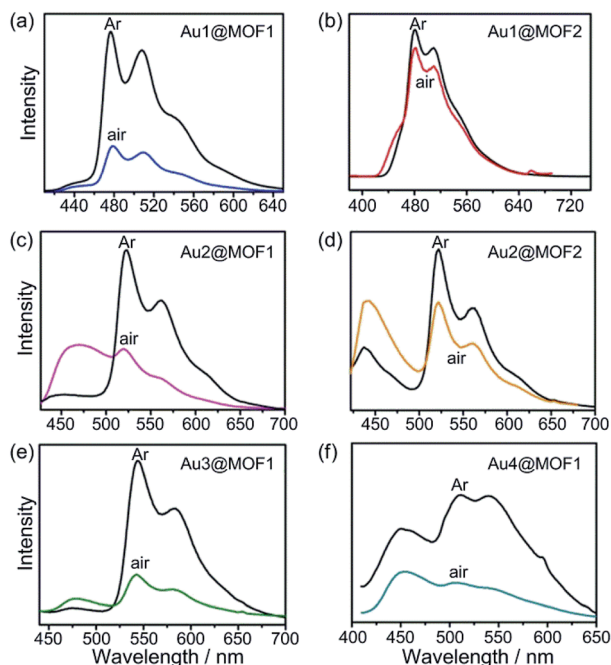 (a) Ar Au1@MOF1
air
Intensity
440 480 520 560 600 640
(b) Ar Au1@MOF2
air
400 480 560 640 720
(c) Ar Au2@MOF1
air
Intensity
450 500 550 600 650 700
(d) Ar Au2@MOF2
air
450 500 550 600 650 700
(e) Ar Au3@MOF1
air
Intensity
450 500 550 600 650 700
Wavelength / nm
(f) Ar Au4@MOF1
air
400 450 500 550 600 650
Wavelength / nm